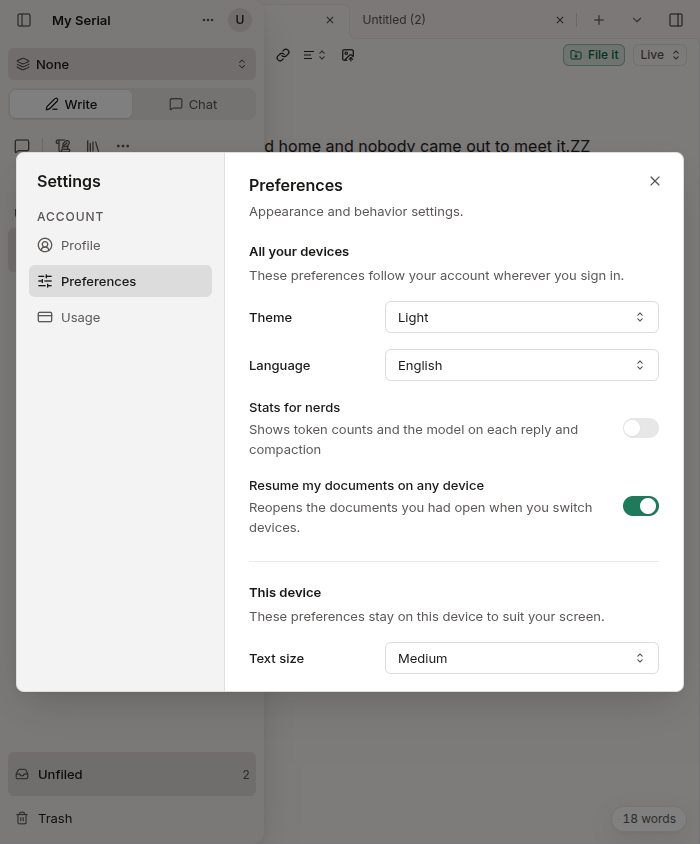 My Serial
U
Untitled (2)
None
File it
Live
Write
Chat
d home and nobody came out to meet it.ZZ
Settings
ACCOUNT
Profile
Preferences
Usage
Preferences
Appearance and behavior settings.
All your devices
These preferences follow your account wherever you sign in.
Theme
Light
Language
English
Stats for nerds
Shows token counts and the model on each reply and
compaction
Resume my documents on any device
Reopens the documents you had open when you switch
devices.
This device
These preferences stay on this device to suit your screen.
Text size
Medium
Unfiled
2
Trash
18 words